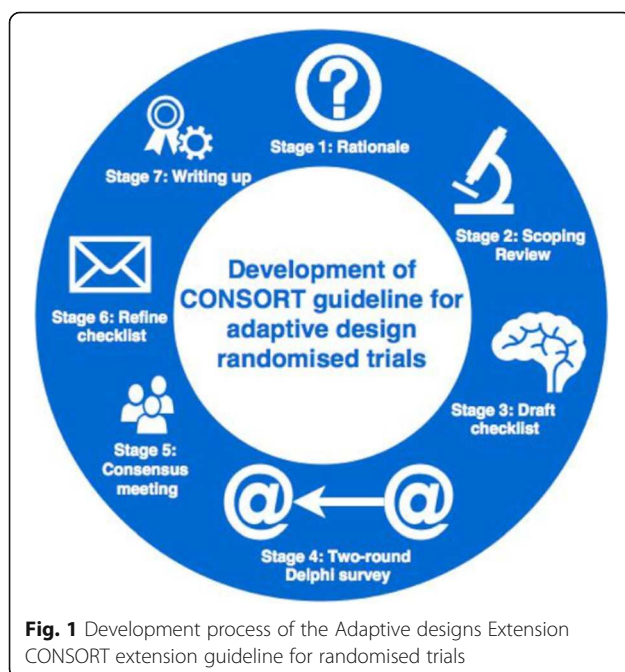 Stage 1: Rationale
Stage 2: Scoping
Review
Stage 3: Draft
checklist
@ @
Stage 4: Two-round
Delphi survey
Stage 5:
Consensus
meeting
Stage 6: Refine
checklist
Stage 7: Writing up
Development of
CONSORT guideline for
adaptive design
randomised trials
Fig. 1 Development process of the Adaptive designs Extension
CONSORT extension guideline for randomised trials